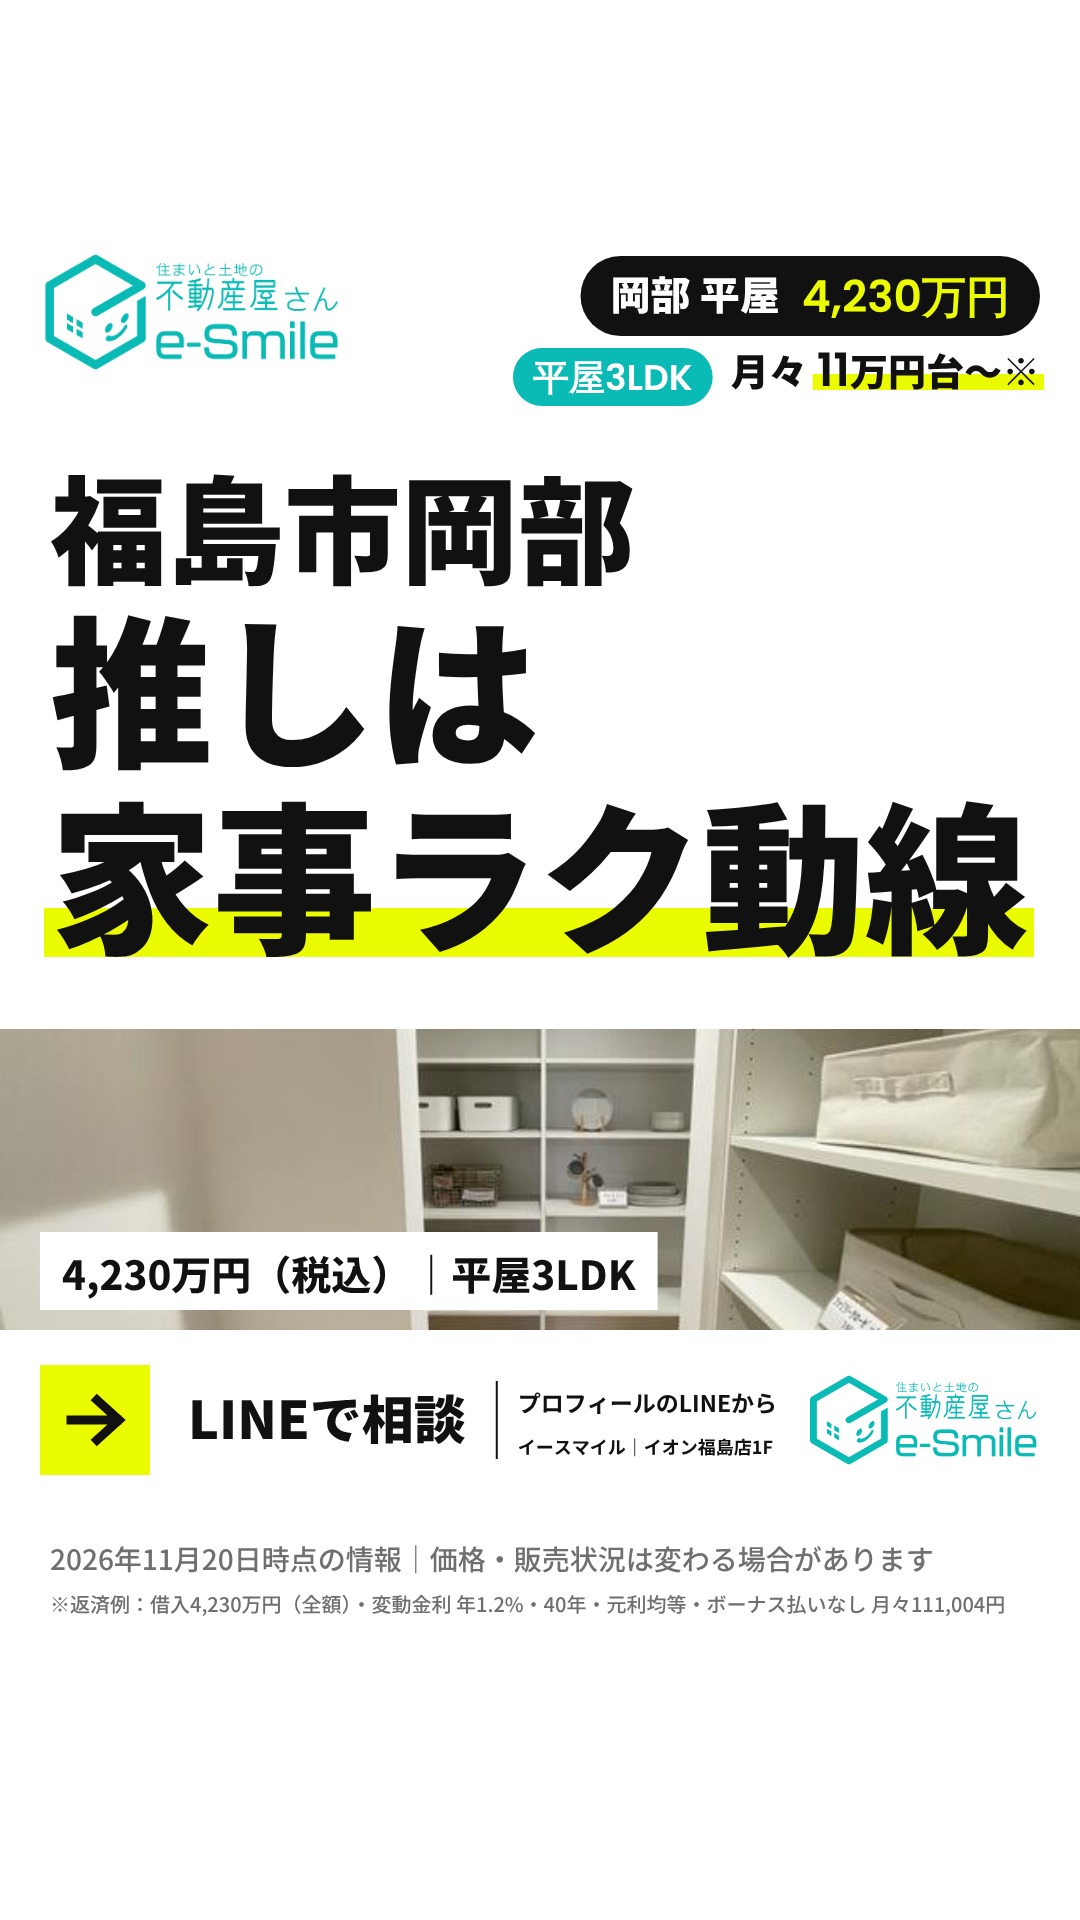 住まいと土地の
不動産屋さん
e-Smile
岡部 平屋 4,230万円
平屋3LDK 月々11万円台〜※
福島市岡部
推しは
家事ラク動線
4,230万円（税込）｜平屋3LDK
→ LINEで相談
プロフィールのLINEから
イースマイル｜イオン福島店1F
住まいと土地の
不動産屋さん
e-Smile
2026年11月20日時点の情報｜価格・販売状況は変わる場合があります
※返済例：借入4,230万円（全額）・変動金利 年1.2%・40年・元利均等・ボーナス払いなし 月々111,004円